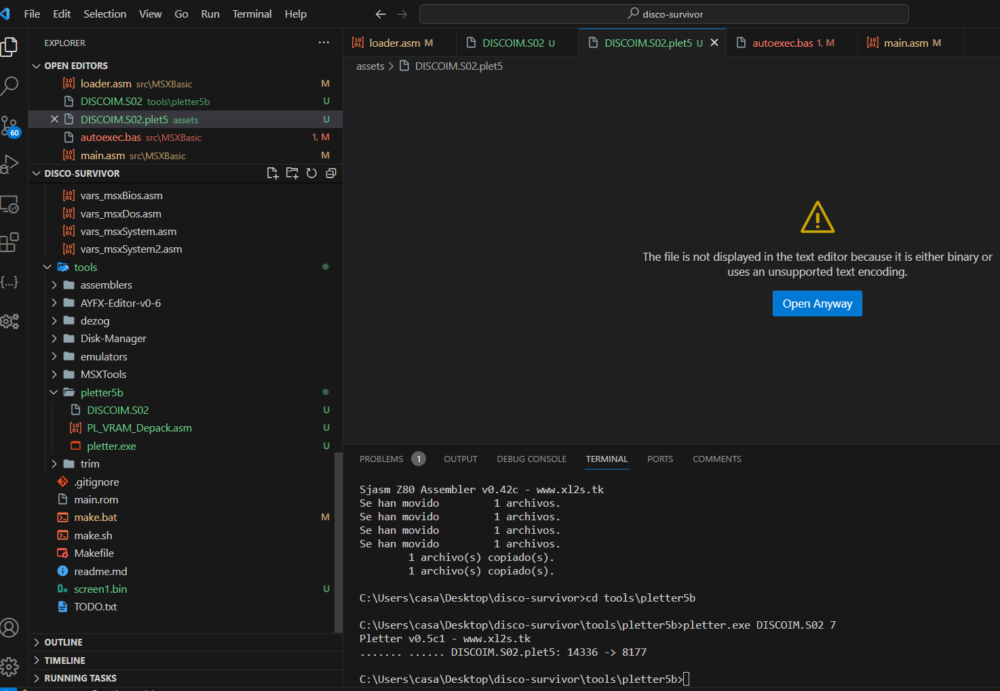 File Edit Selection View Go Run Terminal Help
disco-survivor
EXPLORER
loader.asm M
DISCOIM.S02 U
DISCOIM.S02.plet5 U
autoexec.bas 1, M
main.asm M
OPEN EDITORS
loader.asm src\MSXBasic M
DISCOIM.S02 tools\pletter5b U
DISCOIM.S02.plet5 assets U
autoexec.bas src\MSXBasic 1, M
main.asm src\MSXBasic M
DISCO-SURVIVOR
60
vars_msxBios.asm
vars_msxDos.asm
vars_msxSystem.asm
vars_msxSystem2.asm
tools
assemblers
AYFX-Editor-v0-6
dezog
Disk-Manager
emulators
MSXTools
pletter5b
DISCOIM.S02 U
PL_VRAM_Depack.asm U
pletter.exe U
trim
.gitignore
main.rom
make.bat M
make.sh
Makefile
readme.md
screen1.bin U
TODO.txt
OUTLINE
TIMELINE
RUNNING TASKS
assets > DISCOIM.S02.plet5
The file is not displayed in the text editor because it is either binary or
uses an unsupported text encoding.
Open Anyway
PROBLEMS 1 OUTPUT DEBUG CONSOLE TERMINAL PORTS COMMENTS
Sjasm Z80 Assembler v0.42c - www.xl2s.tk
Se han movido 1 archivos.
Se han movido 1 archivos.
Se han movido 1 archivos.
Se han movido 1 archivos.
1 archivo(s) copiado(s).
1 archivo(s) copiado(s).
C:\Users\casa\Desktop\disco-survivor>cd tools\pletter5b
C:\Users\casa\Desktop\disco-survivor\tools\pletter5b>pletter.exe DISCOIM.S02 7
Pletter v0.5c1 - www.xl2s.tk
....... ...... DISCOIM.S02.plet5: 14336 -> 8177
C:\Users\casa\Desktop\disco-survivor\tools\pletter5b>